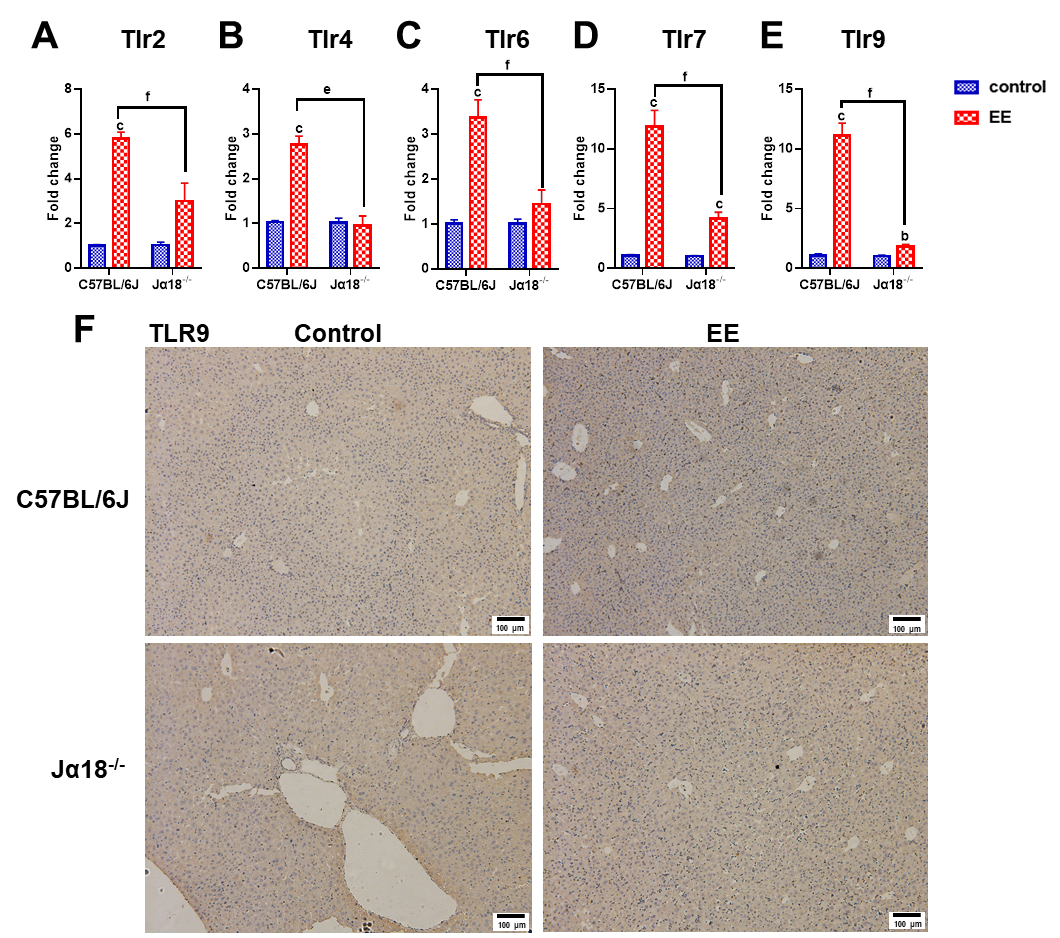 A Tlr2
B Tlr4
C Tlr6
D Tlr7
E Tlr9
control
EE
Fold change
8
6
4
2
0
c
f
C57BL/6J Jα18-/-
Fold change
4
3
2
1
0
c
e
C57BL/6J Jα18-/-
Fold change
4
3
2
1
0
c
f
C57BL/6J Jα18-/-
Fold change
15
10
5
0
c
f
c
C57BL/6J Jα18-/-
Fold change
15
10
5
0
c
f
b
C57BL/6J Jα18-/-
F TLR9 Control EE
C57BL/6J
100 µm
100 µm
Jα18-/-
100 µm
100 µm